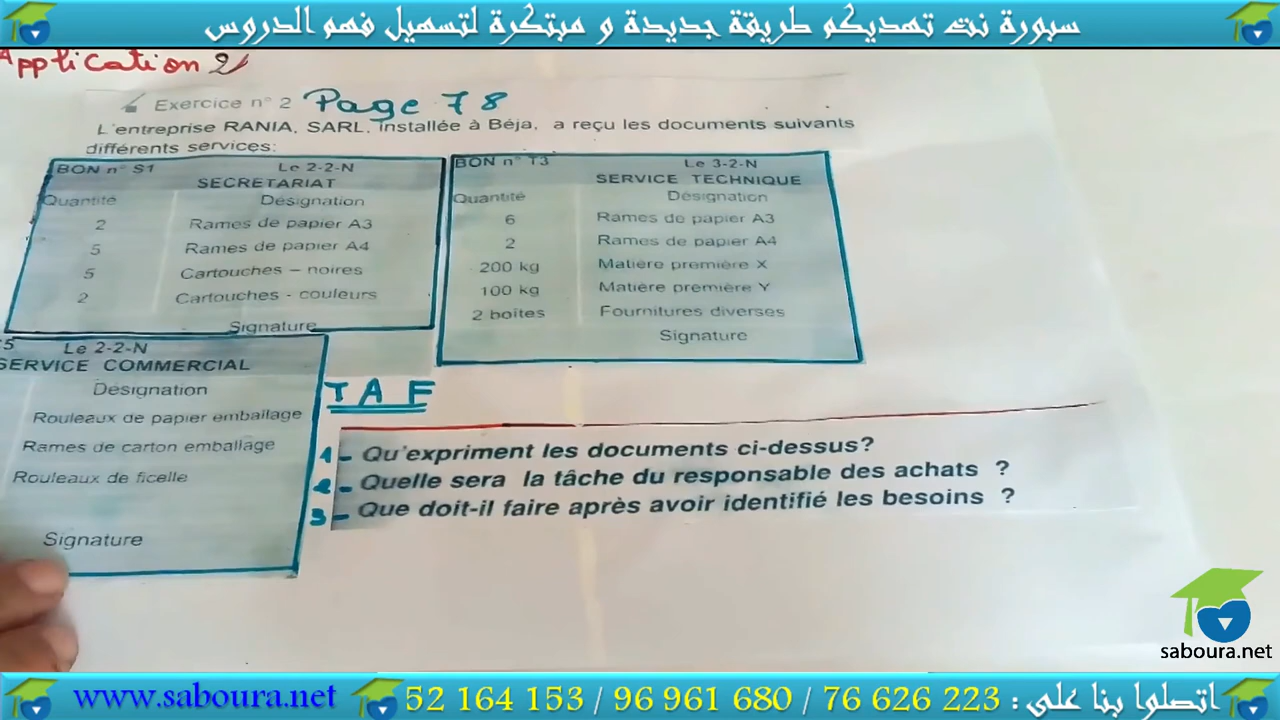 سبورة نت تهديكم طريقة جديدة و مبتكرة لتسهيل فهم الدروس
Application 2
Exercice n° 2 Page 78
L'entreprise RANIA, SARL. installée à Béja, a reçu les documents suivants
différents services:
BON n° S1 Le 2-2-N
SECRETARIAT
Quantité Désignation
2 Rames de papier A3
5 Rames de papier A4
5 Cartouches – noires
2 Cartouches - couleurs
Signature
BON n° T3 Le 3-2-N
SERVICE TECHNIQUE
Quantité Désignation
6 Rames de papier A3
2 Rames de papier A4
200 kg Matière première X
100 kg Matière première Y
2 boîtes Fournitures diverses
Signature
5 Le 2-2-N
SERVICE COMMERCIAL
Désignation
Rouleaux de papier emballage
Rames de carton emballage
Rouleaux de ficelle
Signature
TAF
1 - Qu'expriment les documents ci-dessus?
2 - Quelle sera la tâche du responsable des achats ?
3 - Que doit-il faire après avoir identifié les besoins ?
saboura.net
www.saboura.net
اتصلوا بنا على : 52 164 153 / 96 961 680 / 76 626 223